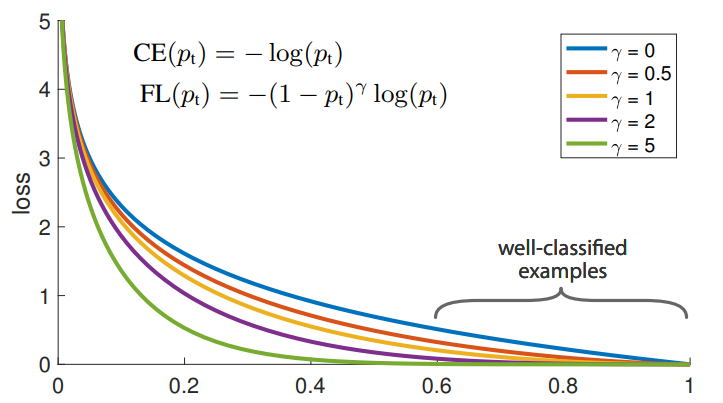 5
4
3
2
1
0
loss
CE(pₜ) = − log(pₜ)
FL(pₜ) = −(1 − pₜ)^γ log(pₜ)
γ = 0
γ = 0.5
γ = 1
γ = 2
γ = 5
well-classified
examples
0 0.2 0.4 0.6 0.8 1